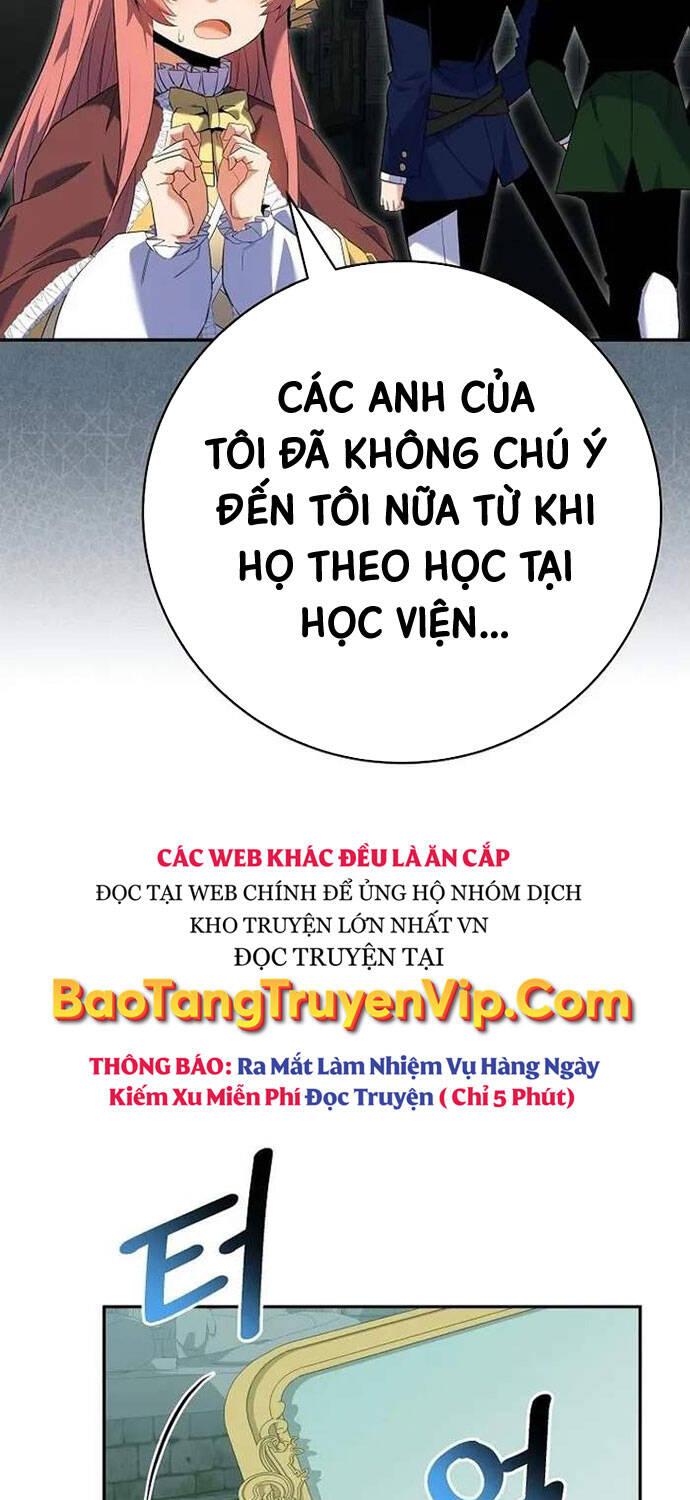 CÁC ANH CỦA
TÔI ĐÃ KHÔNG CHÚ Ý
ĐẾN TÔI NỮA TỪ KHI
HỌ THEO HỌC TẠI
HỌC VIỆN...
CÁC WEB KHÁC ĐỀU LÀ ĂN CẮP
ĐỌC TẠI WEB CHÍNH ĐỂ ỦNG HỘ NHÓM DỊCH
KHO TRUYỆN LỚN NHẤT VN
ĐỌC TRUYỆN TẠI
BaoTangTruyenVip.Com
THÔNG BÁO: Ra Mắt Làm Nhiệm Vụ Hàng Ngày
Kiếm Xu Miễn Phí Đọc Truyện ( Chỉ 5 Phút)
터